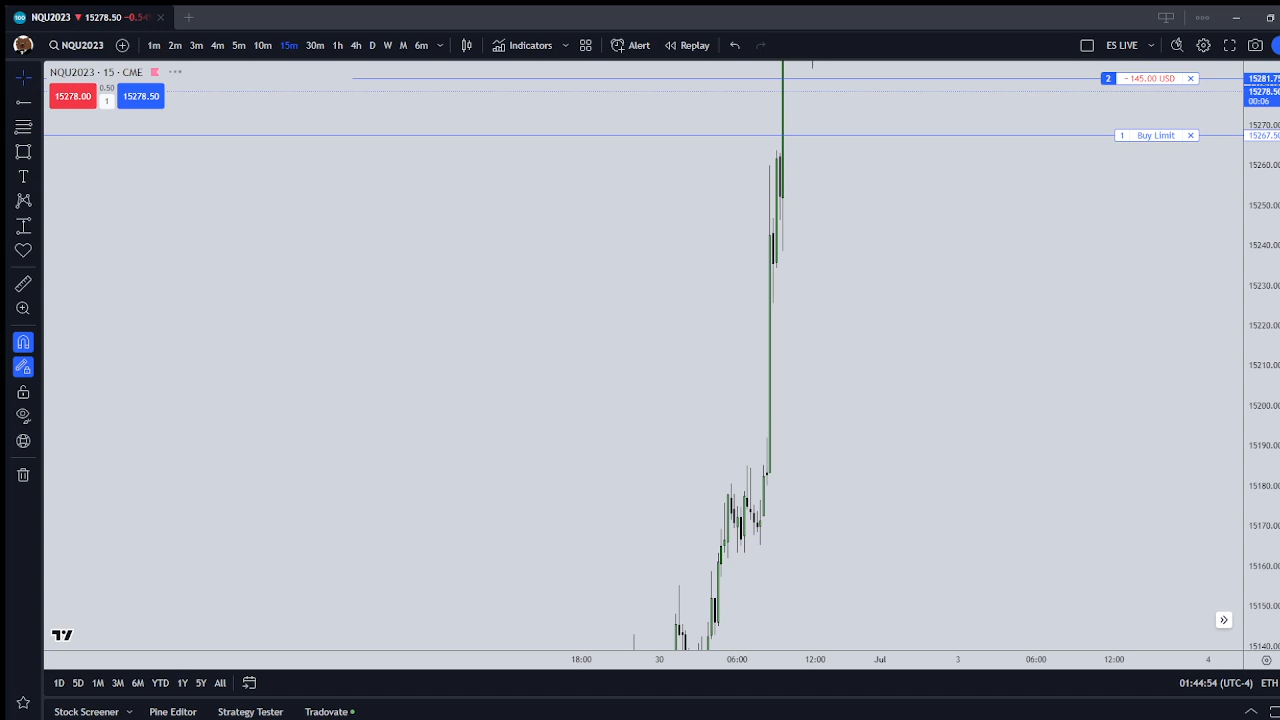 NQU2023 ▼ 15278.50 −0.54%
NQU2023 1m 2m 3m 4m 5m 10m 15m 30m 1h 4h D W M 6m Indicators Alert Replay ES LIVE
NQU2023 · 15 · CME
15278.00 0.50 1 15278.50
2 −145.00 USD 15281.75
15278.50
00:06
15270.00
1 Buy Limit 15267.50
15260.00
15250.00
15240.00
15230.00
15220.00
15210.00
15200.00
15190.00
15180.00
15170.00
15160.00
15150.00
15140.00
18:00 30 06:00 12:00 Jul 3 06:00 12:00 4
1D 5D 1M 3M 6M YTD 1Y 5Y All 01:44:54 (UTC-4) ETH
Stock Screener Pine Editor Strategy Tester Tradovate